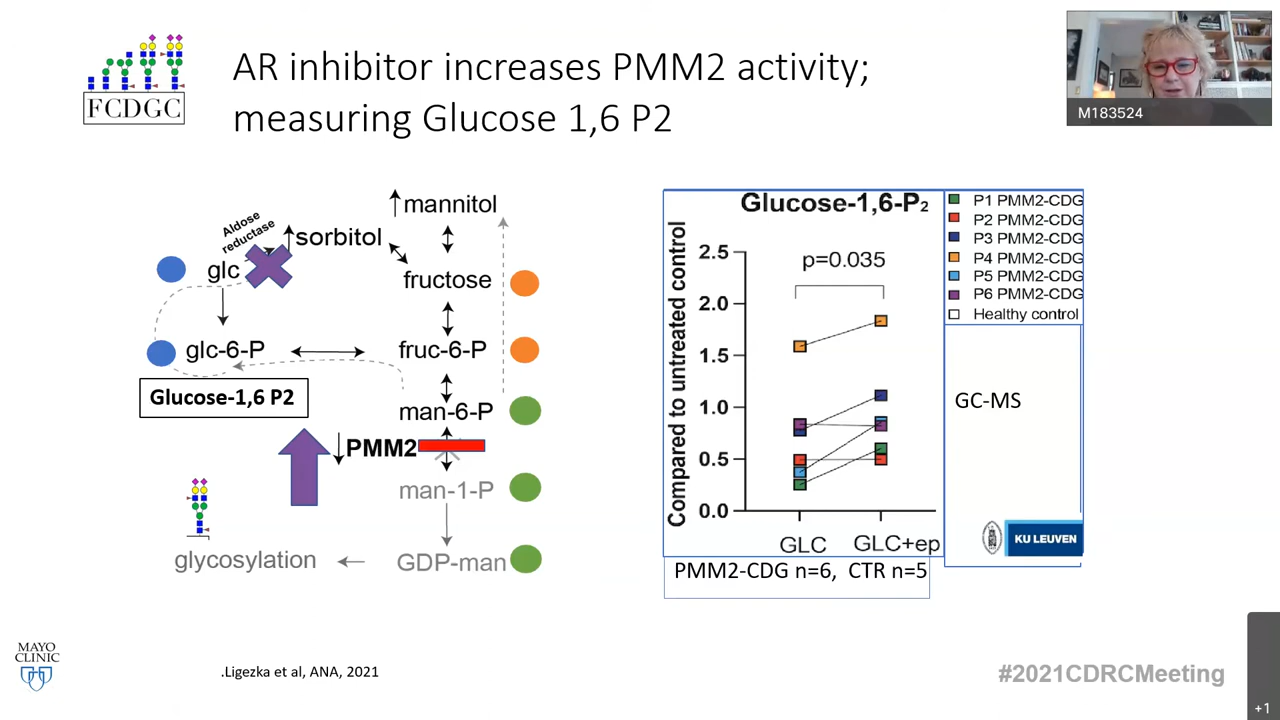 FCDGC
AR inhibitor increases PMM2 activity;
measuring Glucose 1,6 P2
M183524
Aldose
reductase
mannitol
sorbitol
glc
fructose
glc-6-P
fruc-6-P
Glucose-1,6 P2
man-6-P
PMM2
man-1-P
glycosylation
GDP-man
Glucose-1,6-P2
Compared to untreated control
2.5
2.0
1.5
1.0
0.5
0.0
p=0.035
GLC
GLC+ep
PMM2-CDG n=6, CTR n=5
P1 PMM2-CDG
P2 PMM2-CDG
P3 PMM2-CDG
P4 PMM2-CDG
P5 PMM2-CDG
P6 PMM2-CDG
Healthy control
GC-MS
KU LEUVEN
MAYO
CLINIC
.Ligezka et al, ANA, 2021
#2021CDRCMeeting
+1